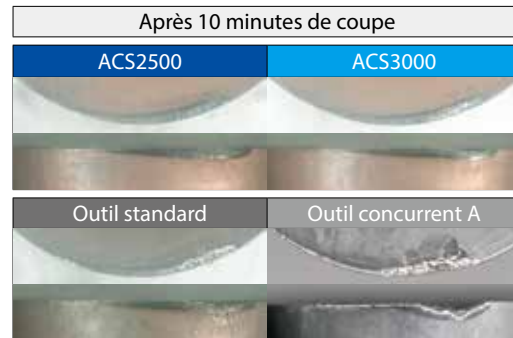 Après 10 minutes de coupe
ACS2500
ACS3000
Outil standard
Outil concurrent A